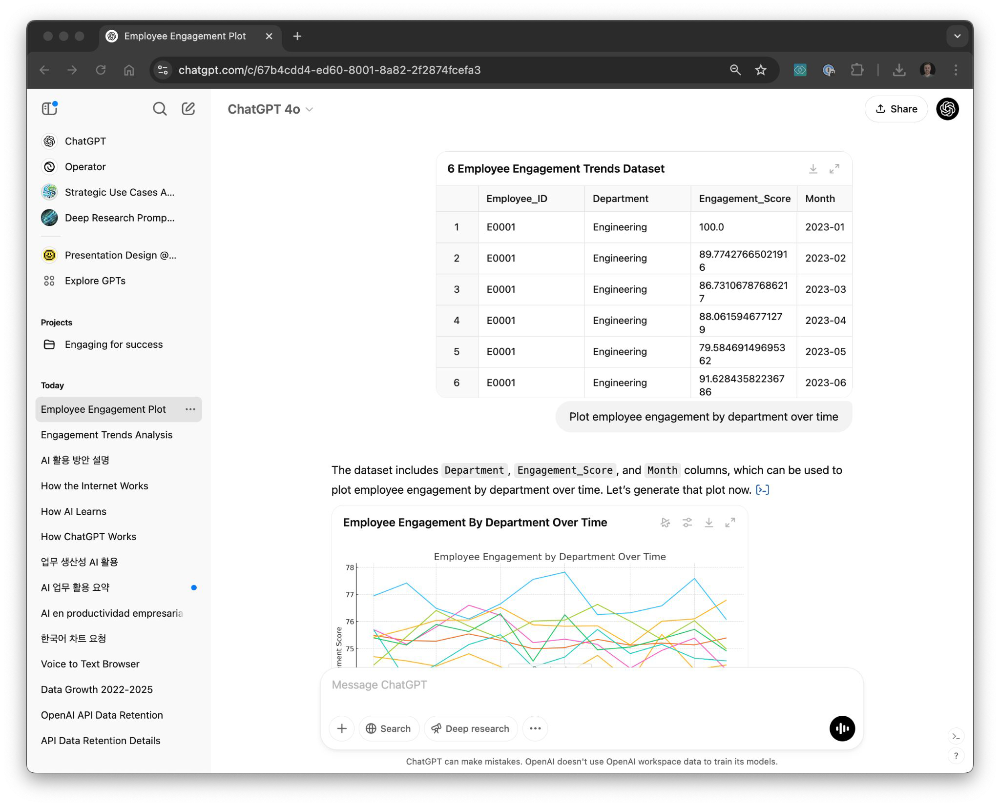 Employee Engagement Plot
chatgpt.com/c/67b4cdd4-ed60-8001-8a82-2f2874fcefa3
ChatGPT
Operator
Strategic Use Cases A...
Deep Research Promp...
Presentation Design @...
Explore GPTs
Projects
Engaging for success
Today
Employee Engagement Plot
Engagement Trends Analysis
AI 활용 방안 설명
How the Internet Works
How AI Learns
How ChatGPT Works
업무 생산성 AI 활용
AI 업무 활용 요약
AI en productividad empresaria
한국어 차트 요청
Voice to Text Browser
Data Growth 2022-2025
OpenAI API Data Retention
API Data Retention Details
ChatGPT 4o
Share
6 Employee Engagement Trends Dataset
Employee_ID Department Engagement_Score Month
1 E0001 Engineering 100.0 2023-01
2 E0001 Engineering 89.7742766502191
6
2023-02
3 E0001 Engineering 86.7310678768621
7
2023-03
4 E0001 Engineering 88.061594677127
9
2023-04
5 E0001 Engineering 79.584691496953
62
2023-05
6 E0001 Engineering 91.628435822367
86
2023-06
Plot employee engagement by department over time
The dataset includes Department, Engagement_Score, and Month columns, which can be used to
plot employee engagement by department over time. Let's generate that plot now.
Employee Engagement By Department Over Time
Employee Engagement by Department Over Time
78
77
76
75
ement Score
Message ChatGPT
Search
Deep research
ChatGPT can make mistakes. OpenAI doesn't use OpenAI workspace data to train its models.
?